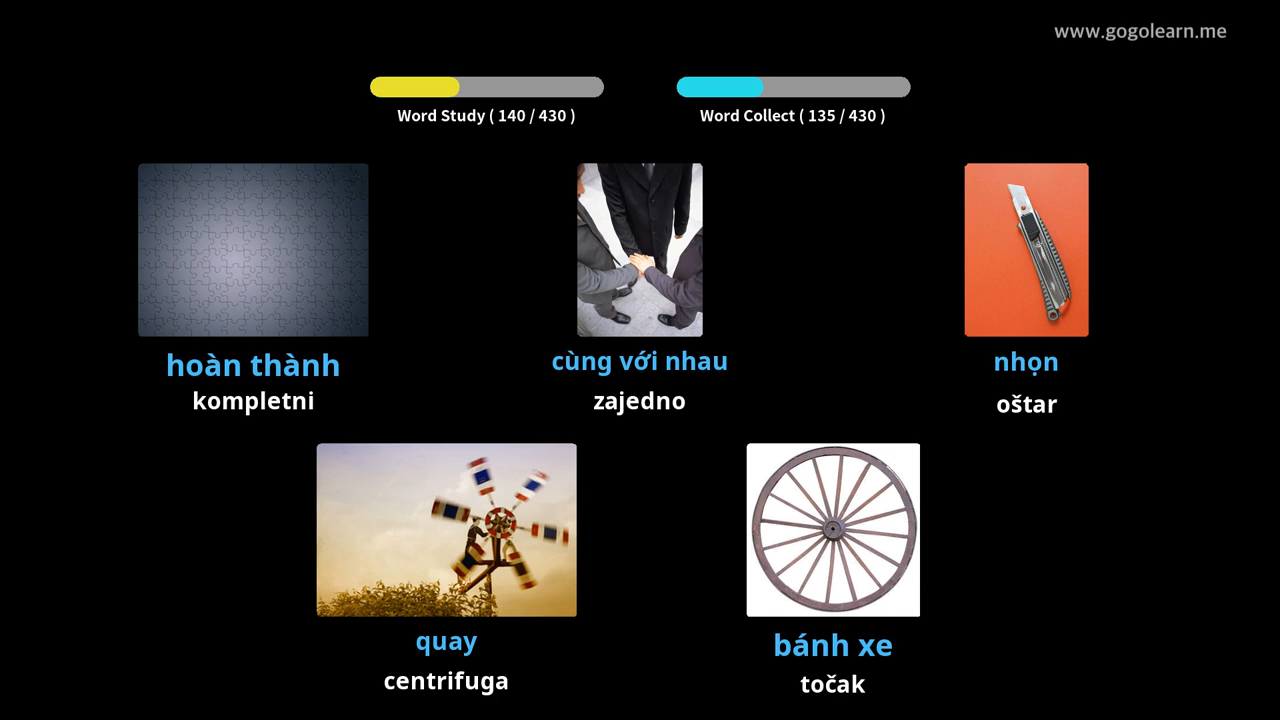 www.gogolearn.me
Word Study ( 140 / 430 )
Word Collect ( 135 / 430 )
hoàn thành
kompletni
cùng với nhau
zajedno
nhọn
oštar
quay
centrifuga
bánh xe
točak